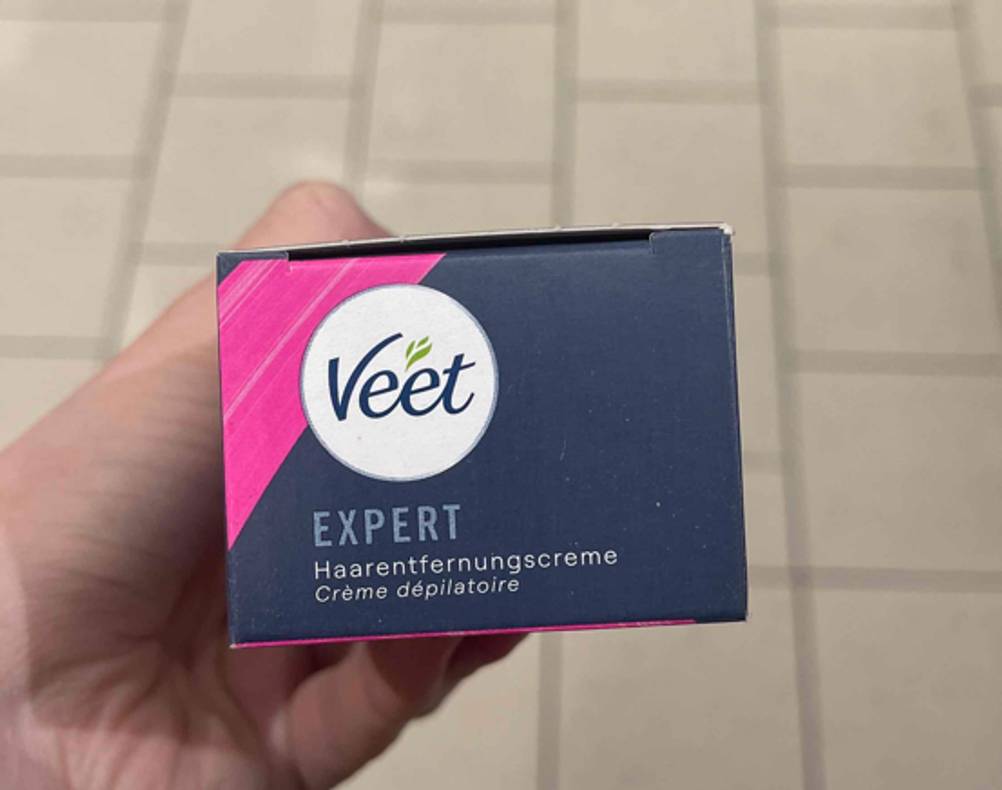 Veet
EXPERT
Haarentfernungscreme
Crème dépilatoire